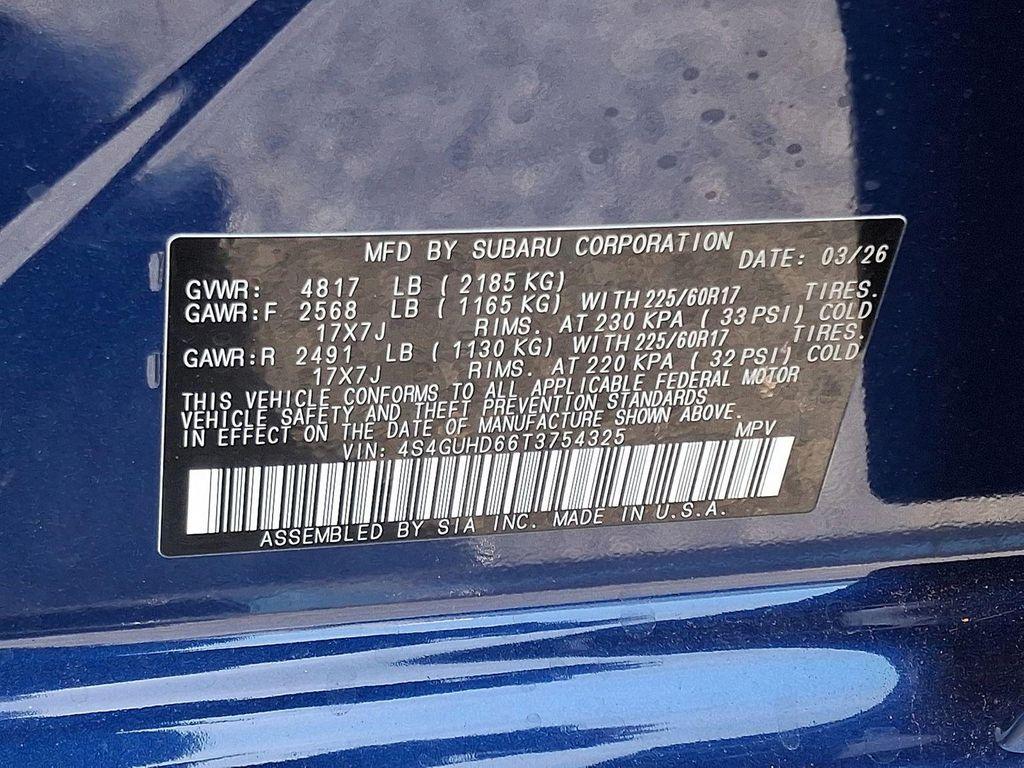 MFD BY SUBARU CORPORATION DATE: 03/26
GVWR: 4817 LB ( 2185 KG)
GAWR:F 2568 LB ( 1165 KG) WITH 225/60R17 TIRES.
17X7J RIMS. AT 230 KPA ( 33 PSI) COLD
GAWR:R 2491 LB ( 1130 KG) WITH 225/60R17 TIRES.
17X7J RIMS. AT 220 KPA ( 32 PSI) COLD
THIS VEHICLE CONFORMS TO ALL APPLICABLE FEDERAL MOTOR
VEHICLE SAFETY AND THEFT PREVENTION STANDARDS
IN EFFECT ON THE DATE OF MANUFACTURE SHOWN ABOVE.
VIN: 4S4GUHD66T3754325 MPV
ASSEMBLED BY SIA INC. MADE IN U.S.A.